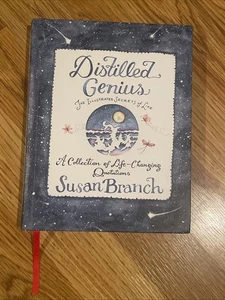 Distilled
Genius
The Illustrated Secrets of Life
A Collection of Life-Changing
Quotations
Susan Branch